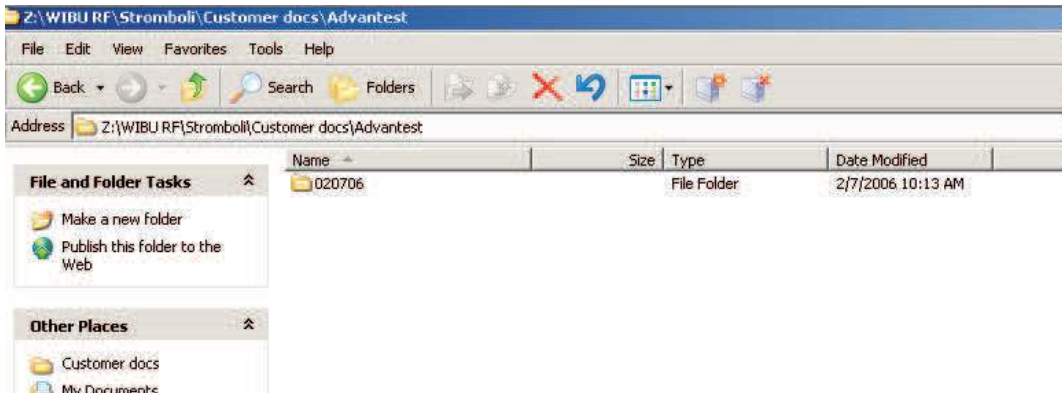 Z:\WIBU RF\Stromboli\Customer docs\Advantest
File Edit View Favorites Tools Help
Back Search Folders
Address Z:\WIBU RF\Stromboli\Customer docs\Advantest
Name Size Type Date Modified
File and Folder Tasks
020706 File Folder 2/7/2006 10:13 AM
Make a new folder
Publish this folder to the
Web
Other Places
Customer docs
My Documents